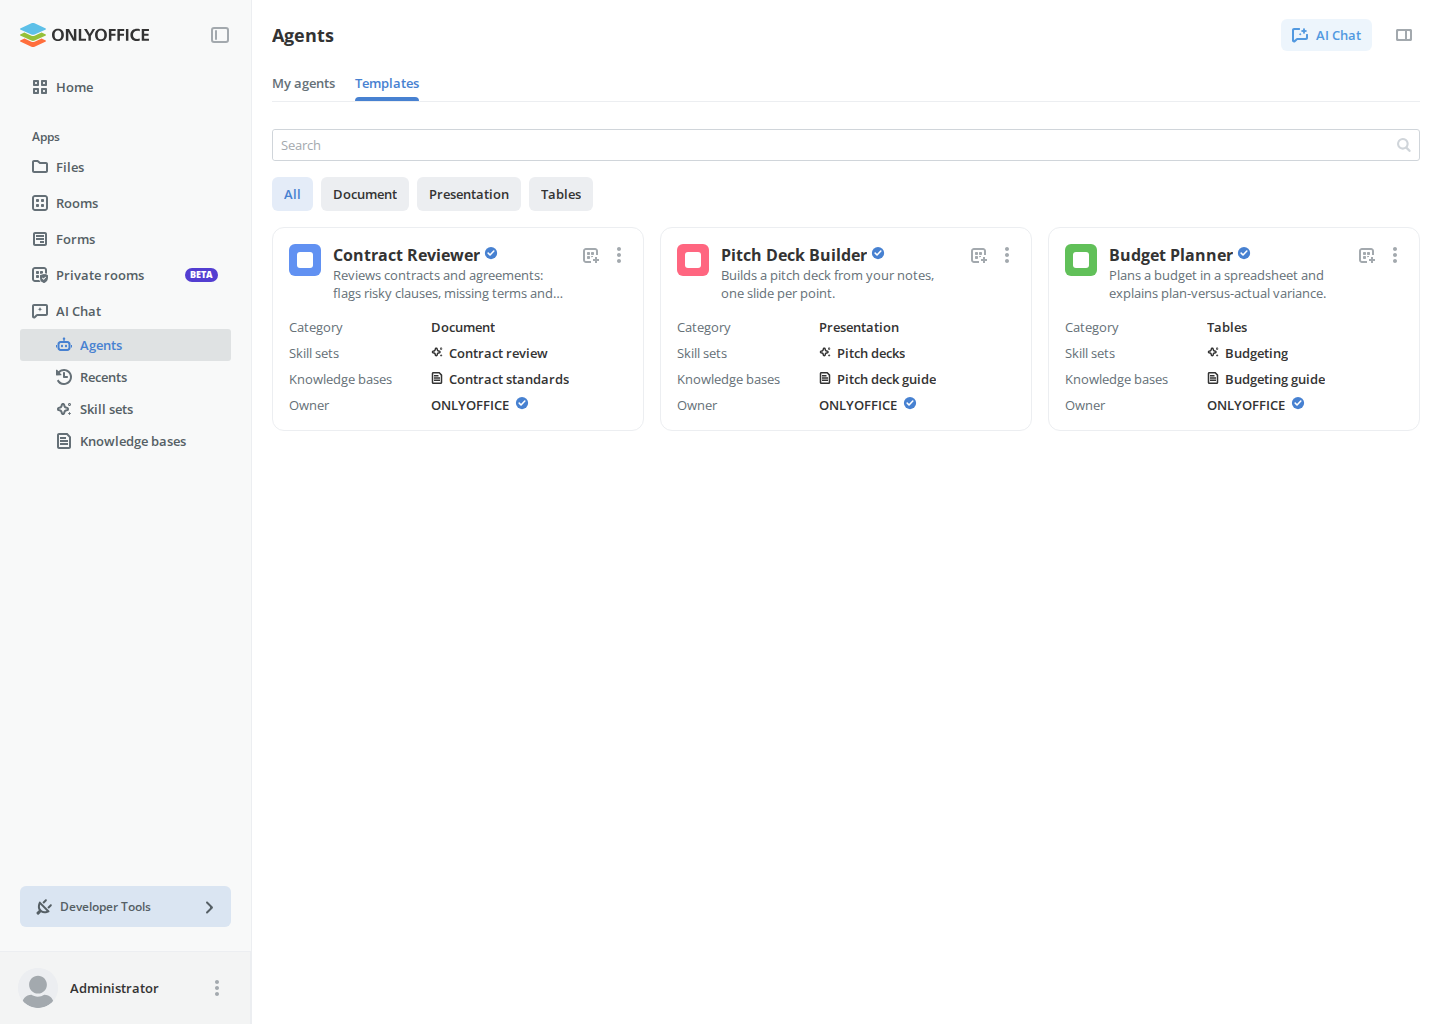 ONLYOFFICE
Home
Apps
Files
Rooms
Forms
Private rooms BETA
AI Chat
Agents
Recents
Skill sets
Knowledge bases
Developer Tools
Administrator
Agents
AI Chat
My agents Templates
Search
All Document Presentation Tables
Contract Reviewer
Reviews contracts and agreements:
flags risky clauses, missing terms and...
Category Document
Skill sets Contract review
Knowledge bases Contract standards
Owner ONLYOFFICE
Pitch Deck Builder
Builds a pitch deck from your notes,
one slide per point.
Category Presentation
Skill sets Pitch decks
Knowledge bases Pitch deck guide
Owner ONLYOFFICE
Budget Planner
Plans a budget in a spreadsheet and
explains plan-versus-actual variance.
Category Tables
Skill sets Budgeting
Knowledge bases Budgeting guide
Owner ONLYOFFICE